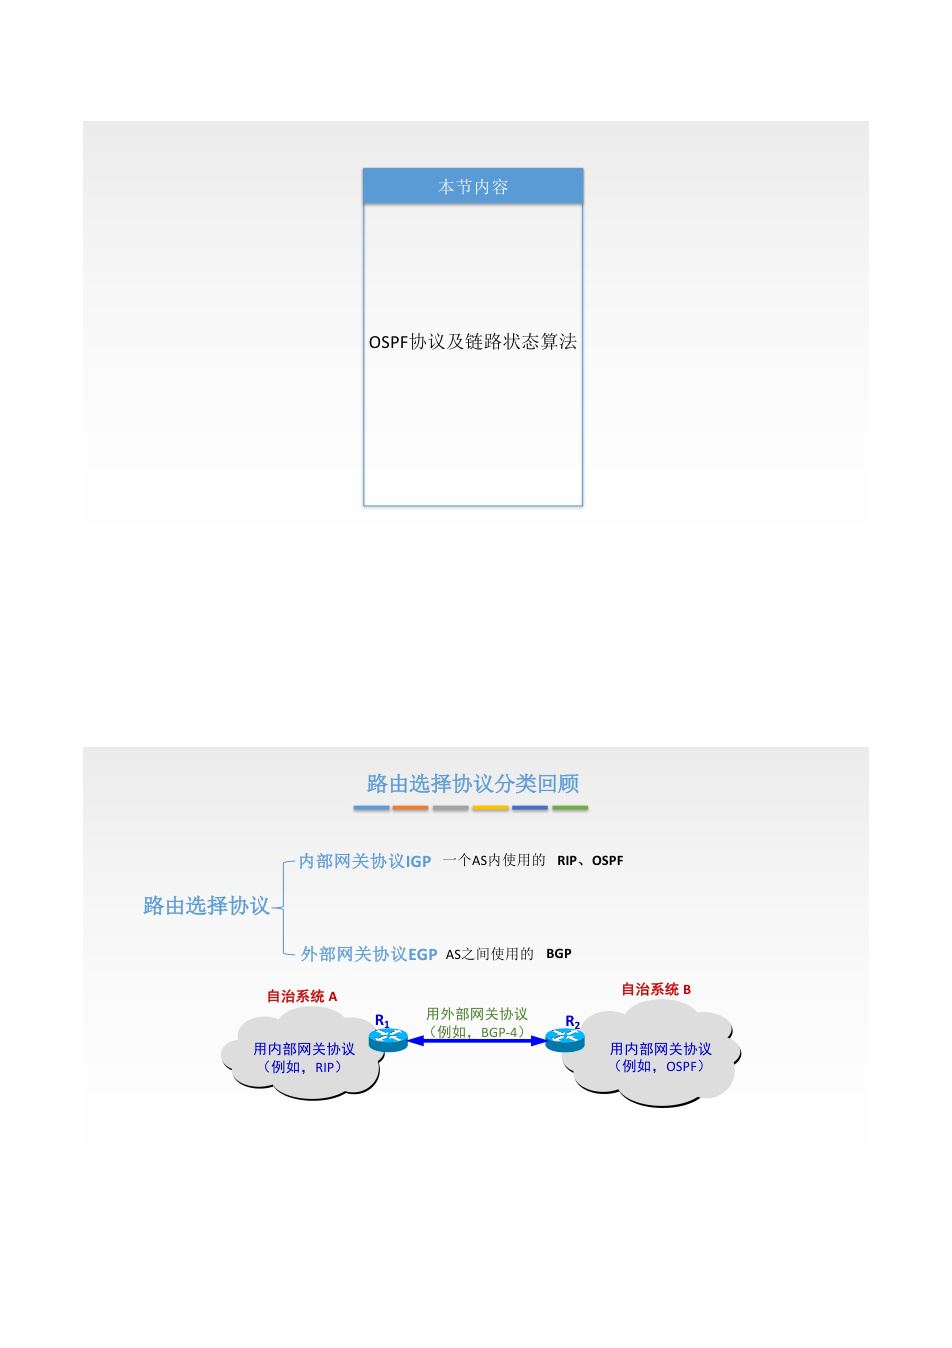 本节内容
OSPF协议及链路状态算法
路由选择协议分类回顾
内部网关协议IGP 一个AS内使用的 RIP、OSPF
路由选择协议
外部网关协议EGP AS之间使用的 BGP
自治系统 A
自治系统 B
R1
用外部网关协议
（例如，BGP-4）
R2
用内部网关协议
（例如，RIP）
用内部网关协议
（例如，OSPF）